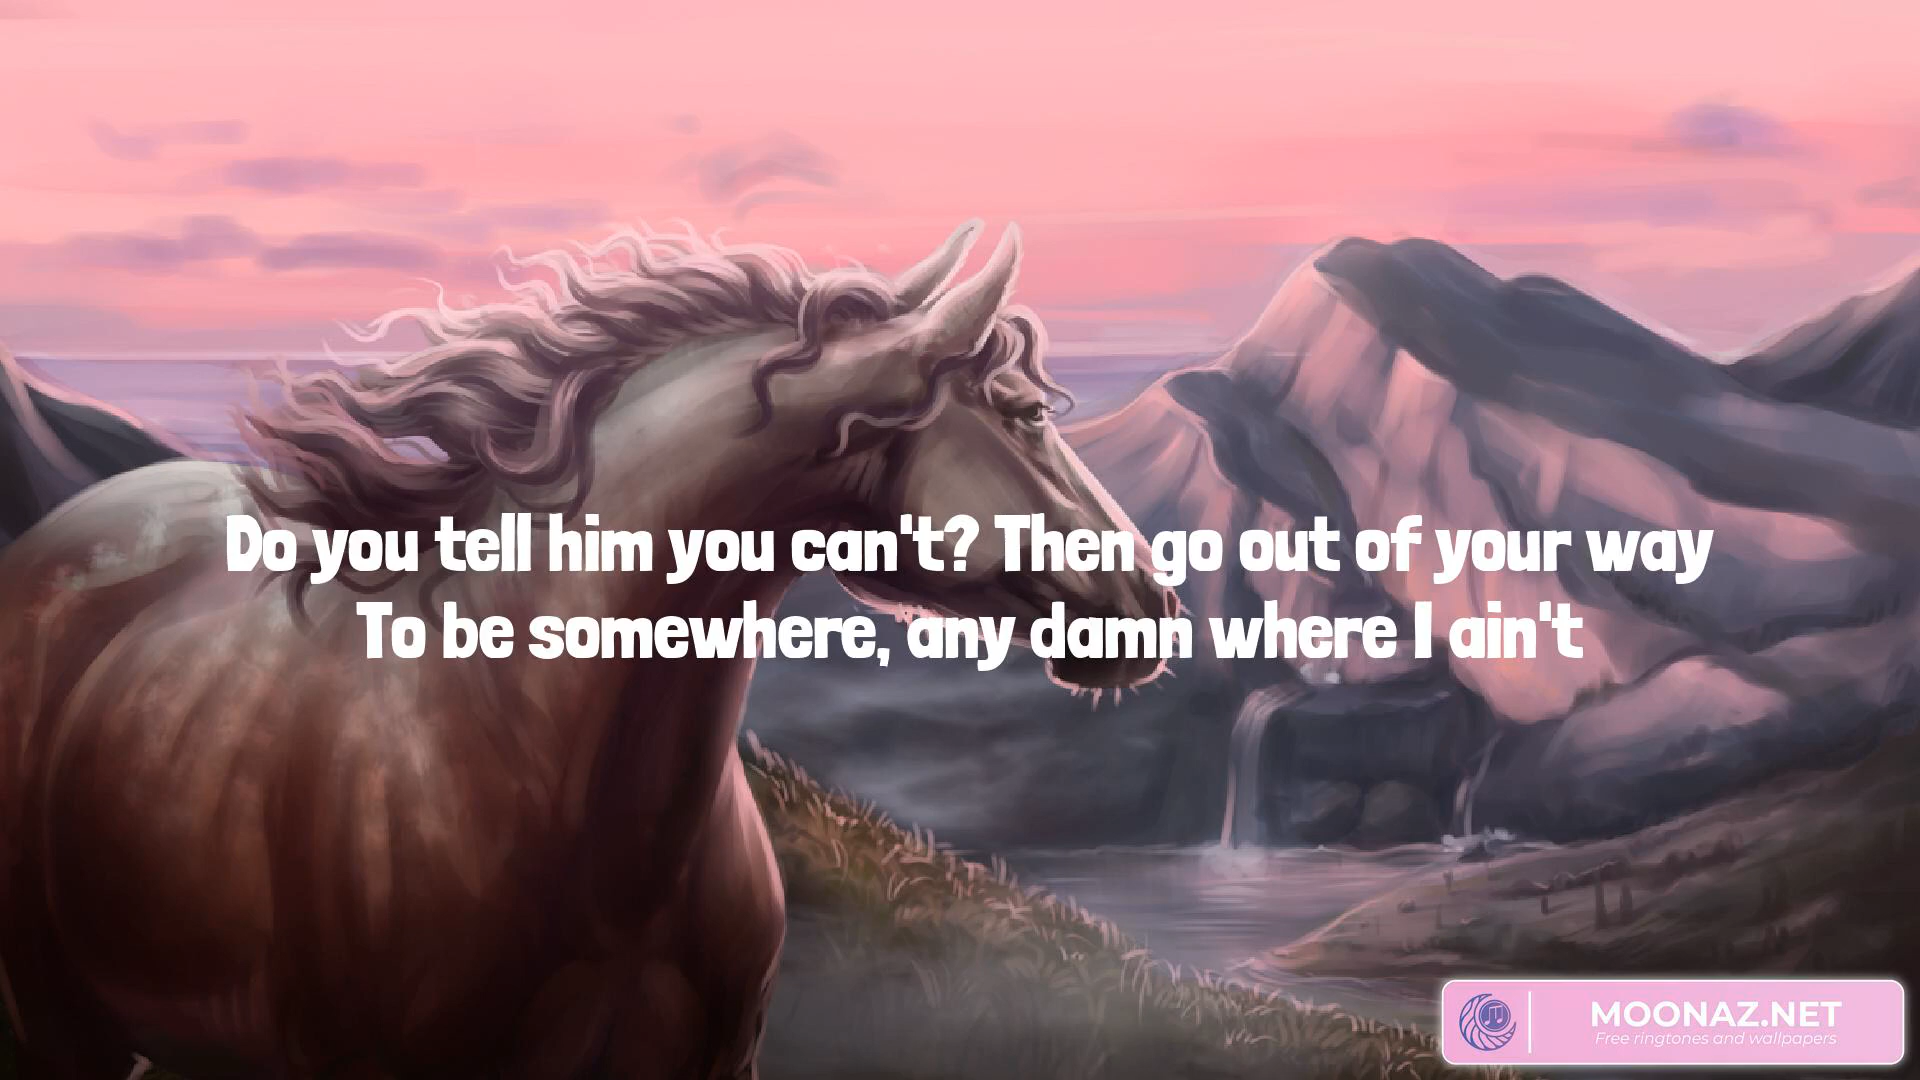 Do you tell him you can't? Then go out of your way
To be somewhere, any damn where I ain't
MOONAZ.NET
Free ringtones and wallpapers